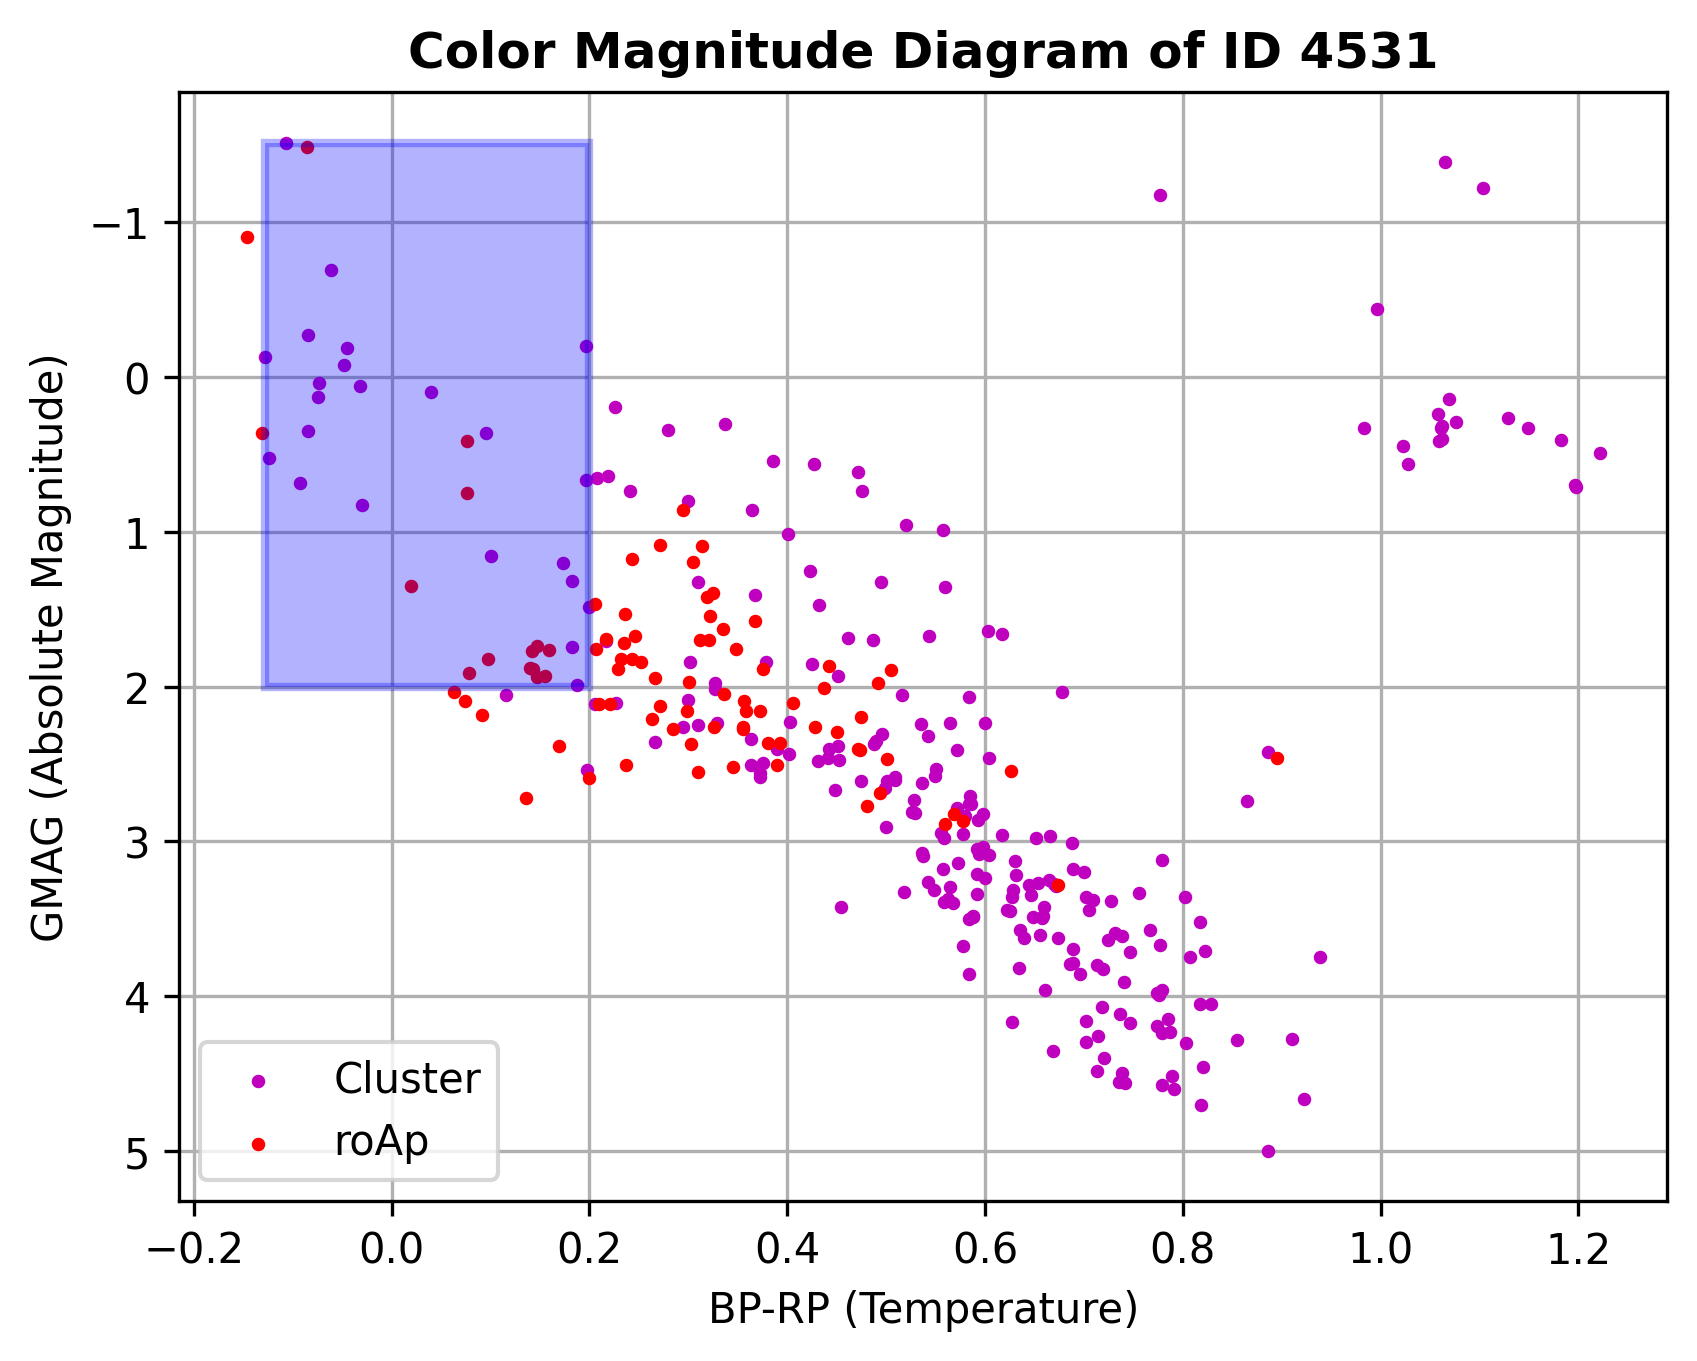 Color Magnitude Diagram of ID 4531
−1
0
1
2
3
4
5
GMAG (Absolute Magnitude)
Cluster
roAp
−0.2 0.0 0.2 0.4 0.6 0.8 1.0 1.2
BP-RP (Temperature)